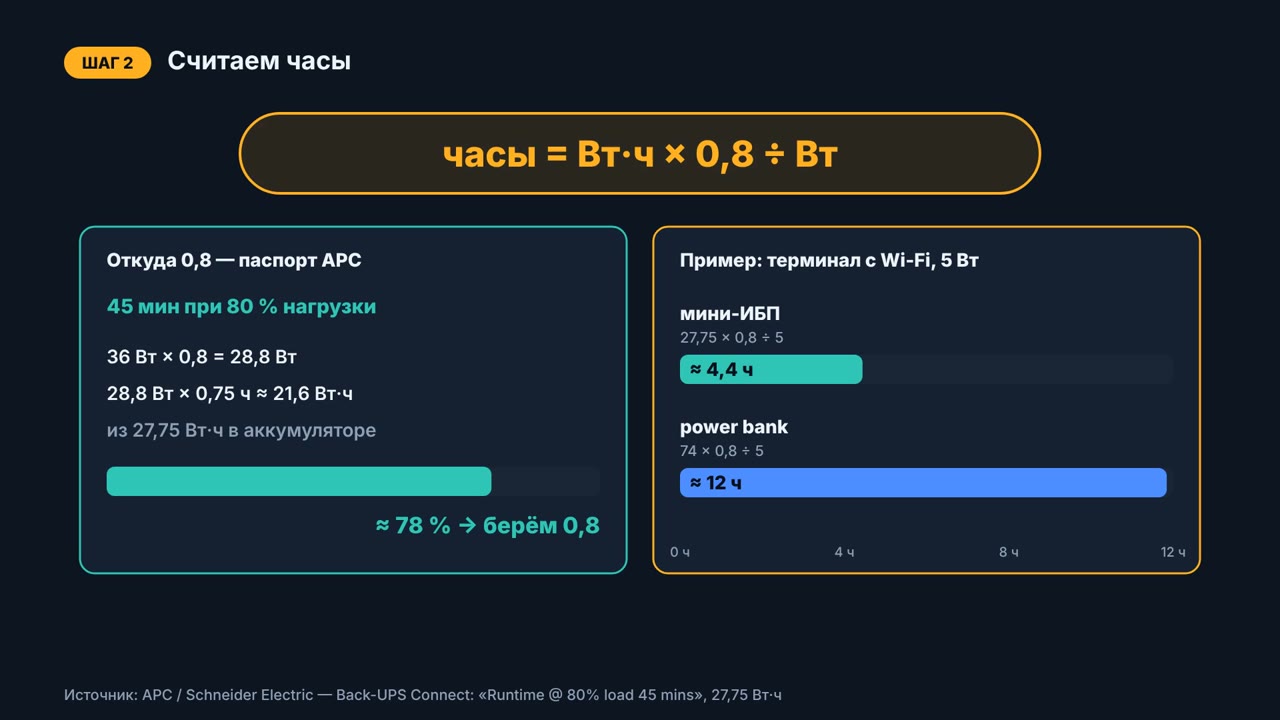 ШАГ 2 Считаем часы
часы = Вт·ч × 0,8 ÷ Вт
Откуда 0,8 — паспорт APC
45 мин при 80 % нагрузки
36 Вт × 0,8 = 28,8 Вт
28,8 Вт × 0,75 ч ≈ 21,6 Вт·ч
из 27,75 Вт·ч в аккумуляторе
≈ 78 % → берём 0,8
Пример: терминал с Wi-Fi, 5 Вт
мини-ИБП
27,75 × 0,8 ÷ 5
≈ 4,4 ч
power bank
74 × 0,8 ÷ 5
≈ 12 ч
0 ч 4 ч 8 ч 12 ч
Источник: APC / Schneider Electric — Back-UPS Connect: «Runtime @ 80% load 45 mins», 27,75 Вт·ч